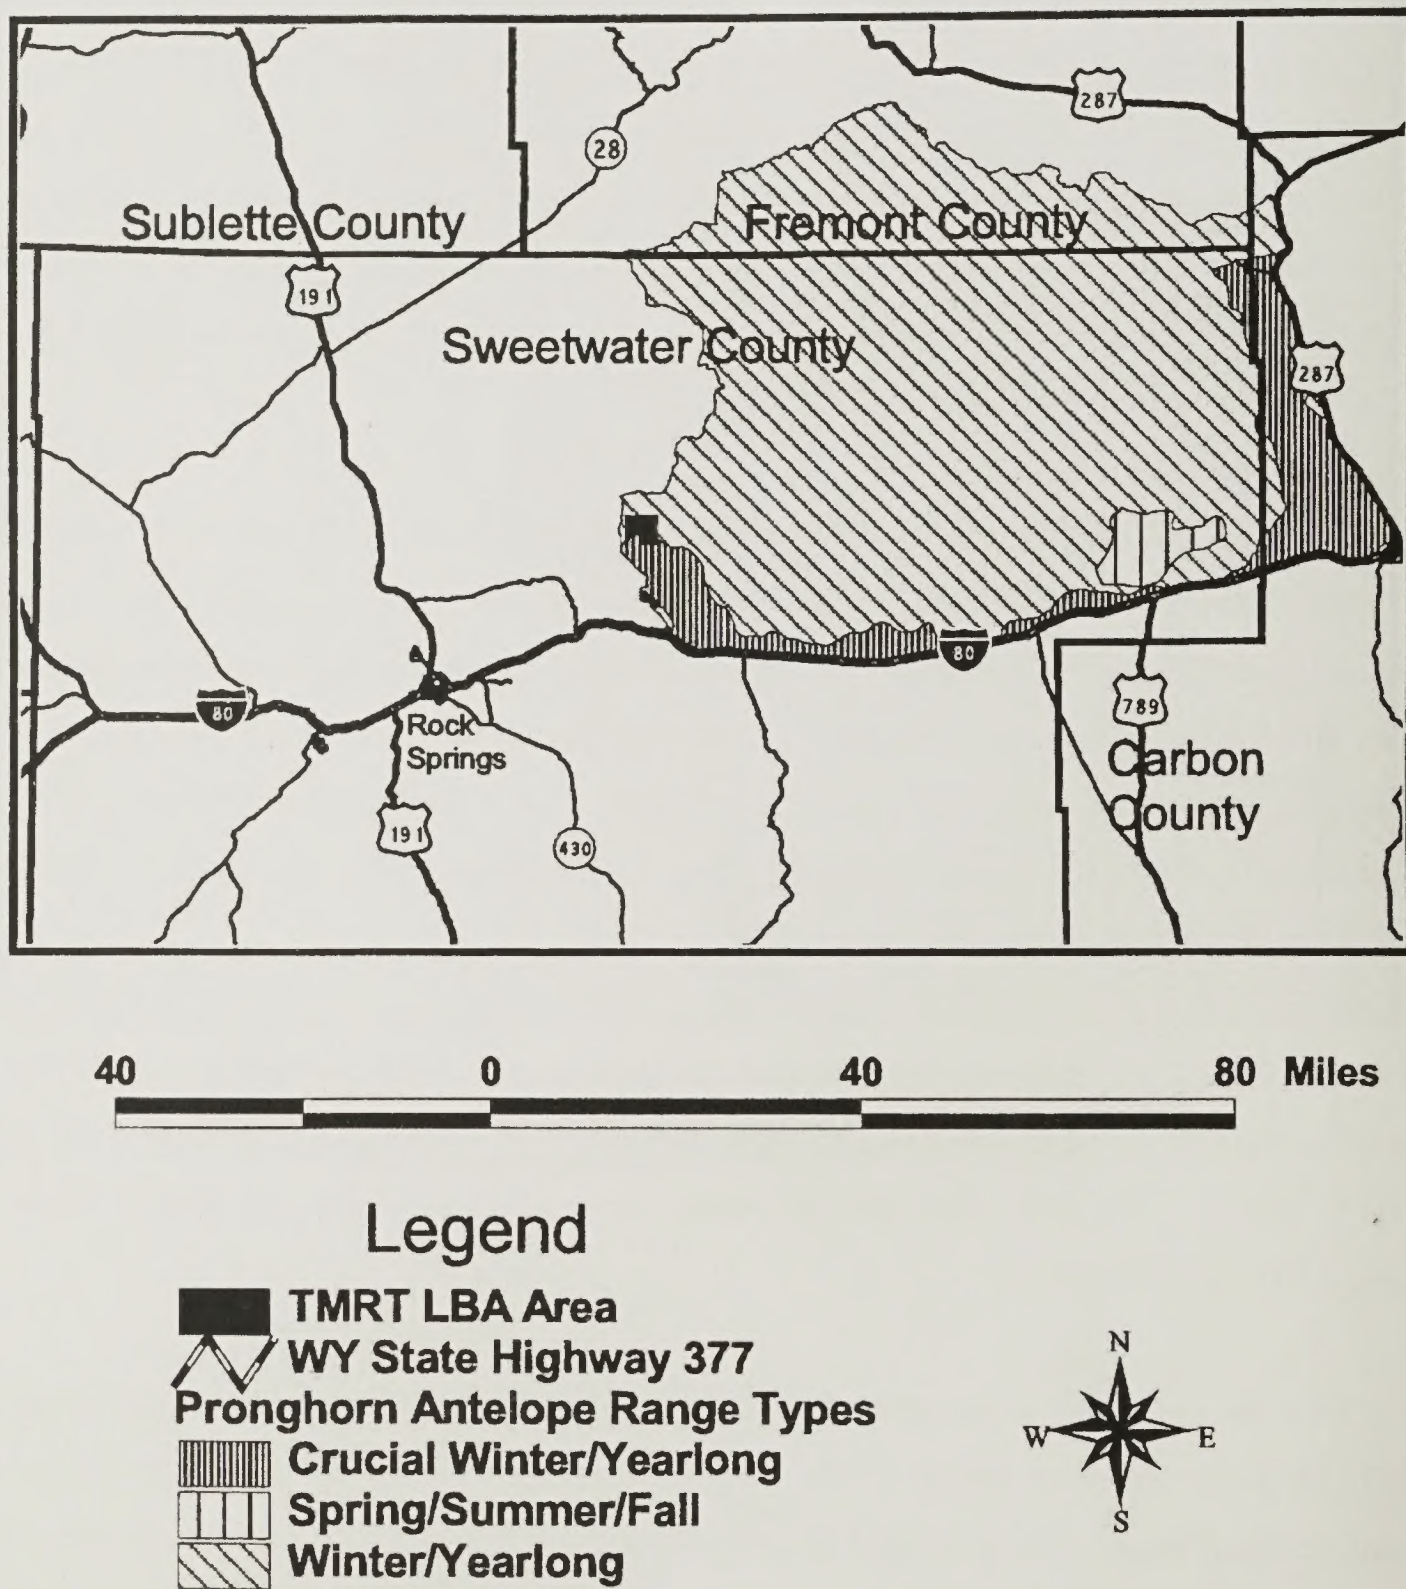 287
28
Sublette County
Fremont County
191
Sweetwater County
287
80
80
789
Rock
Springs
Carbon
County
191
430
40 0 40 80 Miles
Legend
TMRT LBA Area
WY State Highway 377
Pronghorn Antelope Range Types
Crucial Winter/Yearlong
Spring/Summer/Fall
Winter/Yearlong
N
W E
S